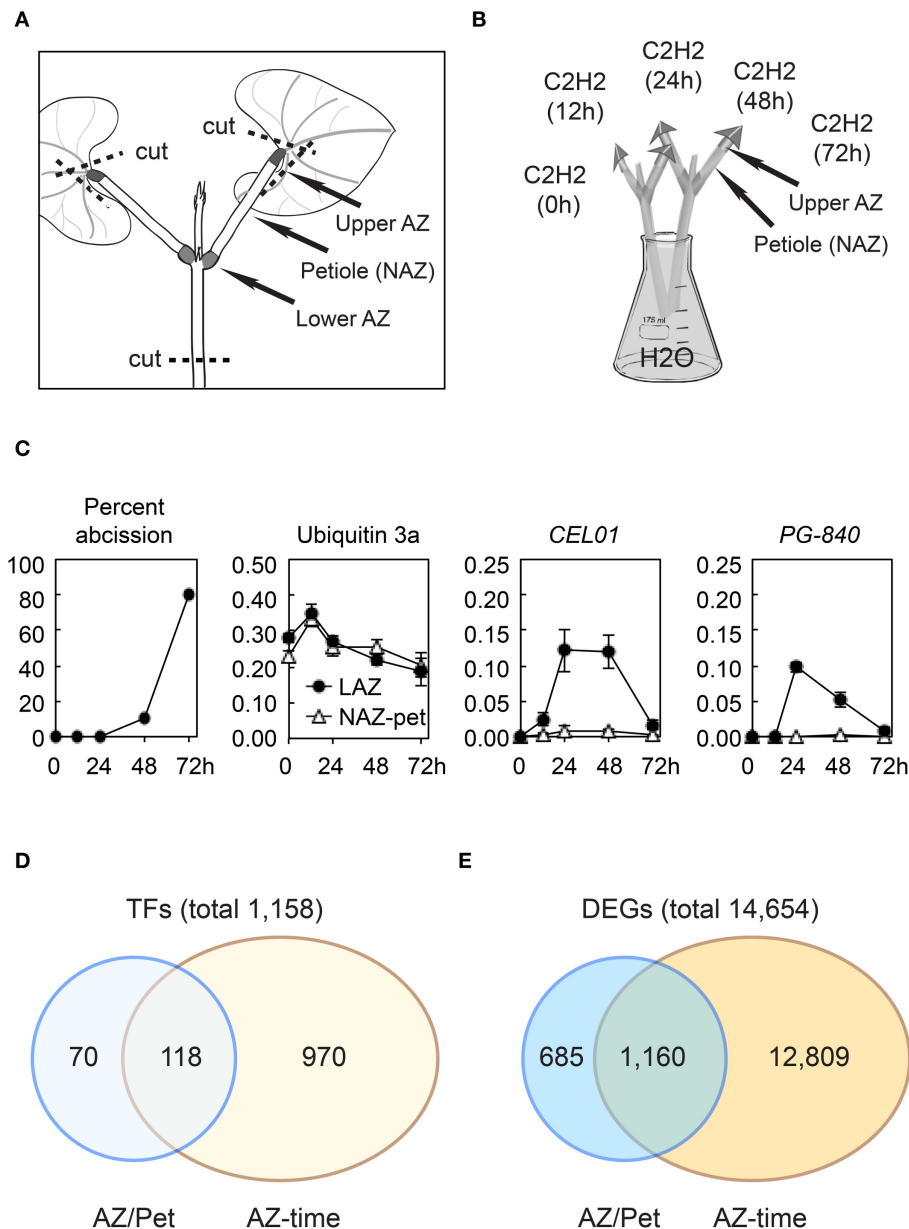 A
cut
cut
Upper AZ
Petiole (NAZ)
Lower AZ
cut
B
C2H2
(0h)
C2H2
(12h)
C2H2
(24h)
C2H2
(48h)
C2H2
(72h)
Upper AZ
Petiole (NAZ)
175 ml
H2O
C
Percent
abcission
100
80
60
40
20
0
0 24 48 72h
Ubiquitin 3a
0.50
0.40
0.30
0.20
0.10
0.00
LAZ
NAZ-pet
0 24 48 72h
CEL01
0.25
0.20
0.15
0.10
0.05
0.00
0 24 48 72h
PG-840
0.25
0.20
0.15
0.10
0.05
0.00
0 24 48 72h
D
TFs (total 1,158)
70 118 970
AZ/Pet AZ-time
E
DEGs (total 14,654)
685 1,160 12,809
AZ/Pet AZ-time